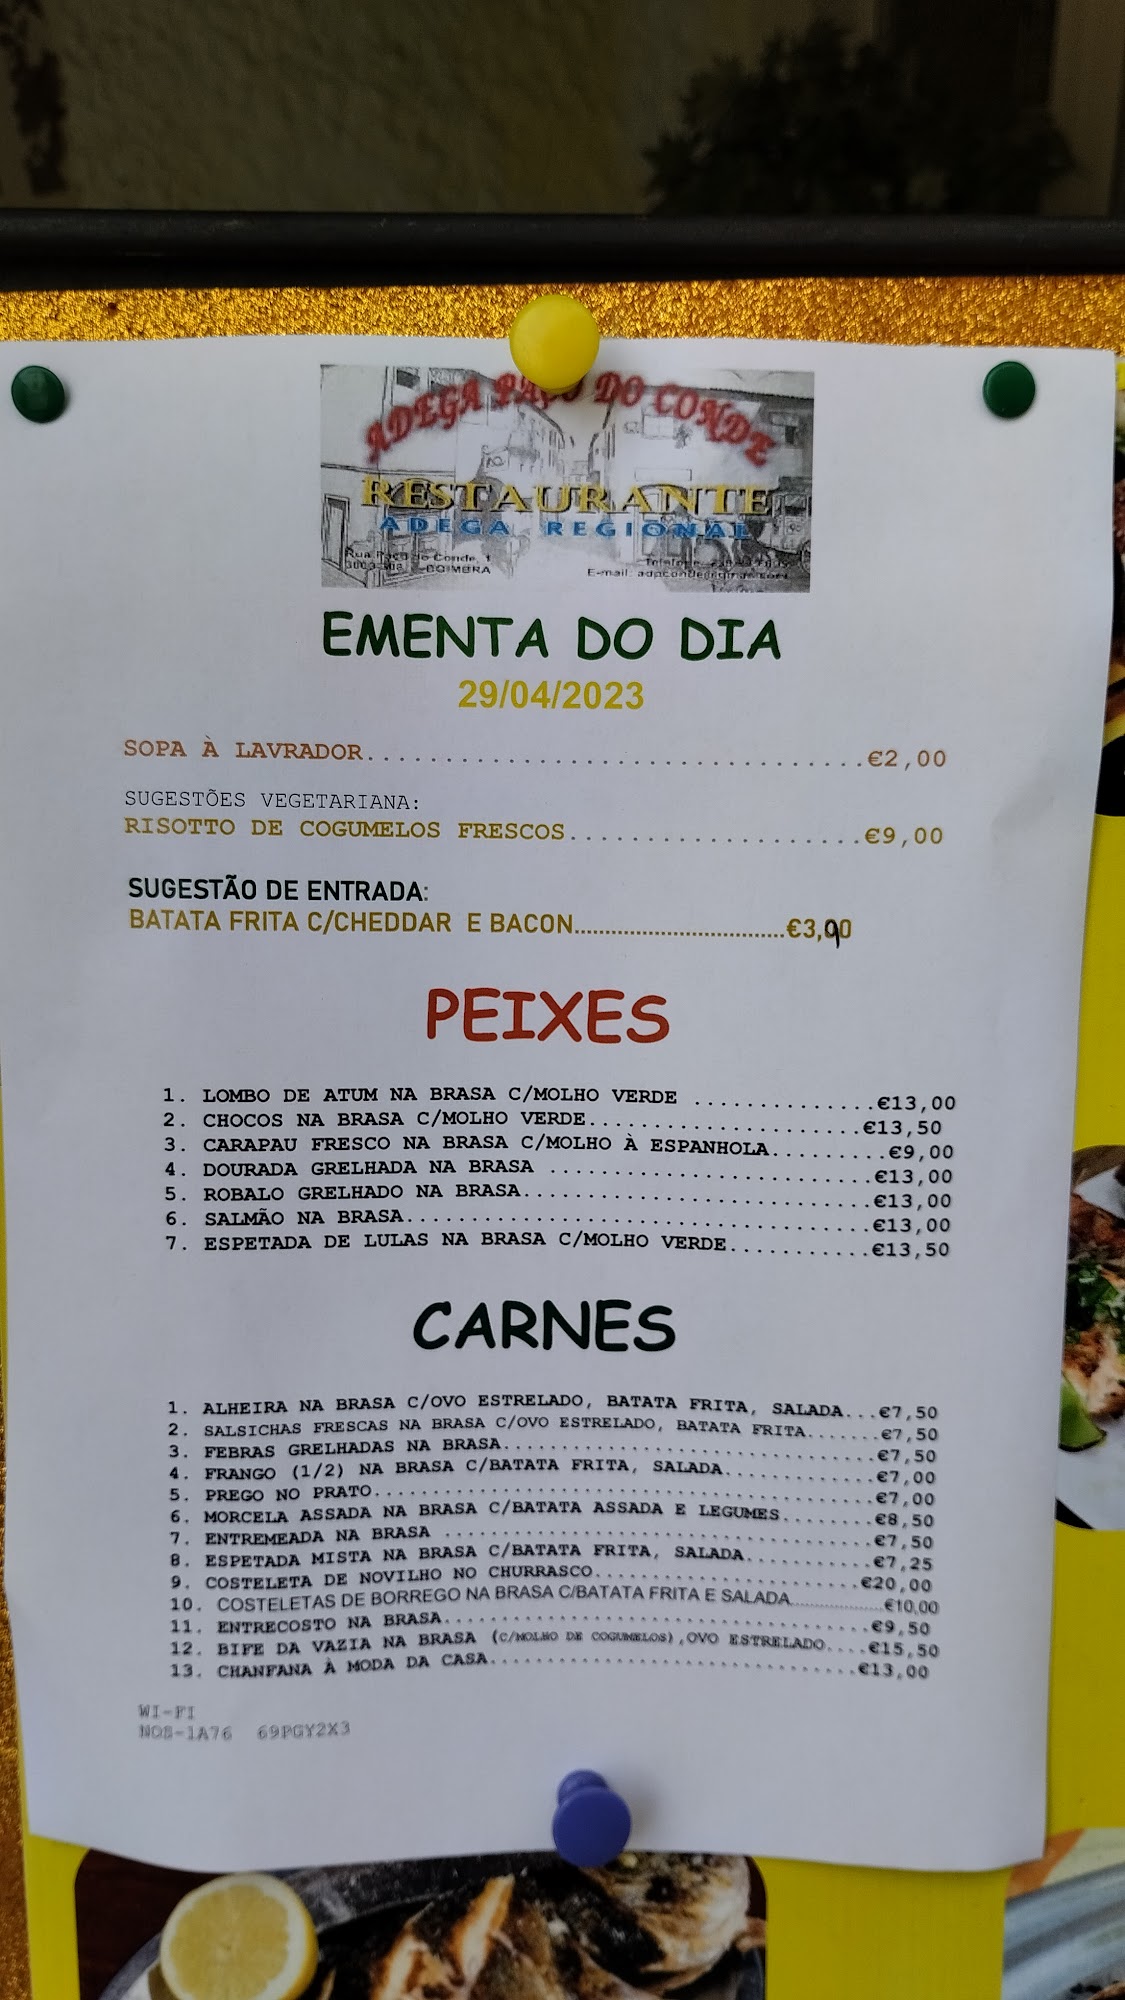 ADEGA PAÇO DO CONDE
RESTAURANTE
ADEGA REGIONAL
Rua Paço do Conde, 1
COIMBRA
E-mail:
EMENTA DO DIA
29/04/2023
SOPA À LAVRADOR.................................€2,00
SUGESTÕES VEGETARIANA:
RISOTTO DE COGUMELOS FRESCOS...................€9,00
SUGESTÃO DE ENTRADA:
BATATA FRITA C/CHEDDAR E BACON...................................€3,90
PEIXES
1. LOMBO DE ATUM NA BRASA C/MOLHO VERDE ..............€13,00
2. CHOCOS NA BRASA C/MOLHO VERDE.....................€13,50
3. CARAPAU FRESCO NA BRASA C/MOLHO À ESPANHOLA.........€9,00
4. DOURADA GRELHADA NA BRASA ........................€13,00
5. ROBALO GRELHADO NA BRASA..........................€13,00
6. SALMÃO NA BRASA...................................€13,00
7. ESPETADA DE LULAS NA BRASA C/MOLHO VERDE...........€13,50
CARNES
1. ALHEIRA NA BRASA C/OVO ESTRELADO, BATATA FRITA, SALADA...€7,50
2. SALSICHAS FRESCAS NA BRASA C/OVO ESTRELADO, BATATA FRITA.......€7,50
3. FEBRAS GRELHADAS NA BRASA..................................€7,50
4. FRANGO (1/2) NA BRASA C/BATATA FRITA, SALADA.............€7,00
5. PREGO NO PRATO.............................................€7,00
6. MORCELA ASSADA NA BRASA C/BATATA ASSADA E LEGUMES........€8,50
7. ENTREMEADA NA BRASA .......................................€7,50
8. ESPETADA MISTA NA BRASA C/BATATA FRITA, SALADA...........€7,25
9. COSTELETA DE NOVILHO NO CHURRASCO.......................€20,00
10. COSTELETAS DE BORREGO NA BRASA C/BATATA FRITA E SALADA.......................€10,00
11. ENTRECOSTO NA BRASA......................................€9,50
12. BIFE DA VAZIA NA BRASA (C/MOLHO DE COGUMELOS),OVO ESTRELADO....€15,50
13. CHANFANA À MODA DA CASA.................................€13,00
WI-FI
NOS-1A76 69PGY2X3